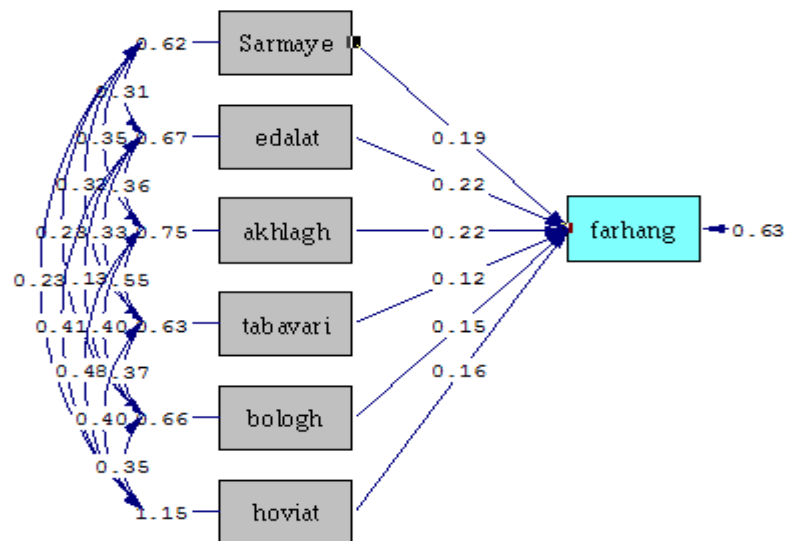 0.62 Sarmaye
0.31
0.35 0.67 edalat 0.19
0.32 .36 0.22
0.28 .33 0.75 akhlagh 0.22 farhang 0.63
0.23 .13 .55 0.12
0.41 .40 0.63 tabavari 0.15
0.48 .37 0.16
0.40 0.66 bologh
0.35
1.15 hoviat